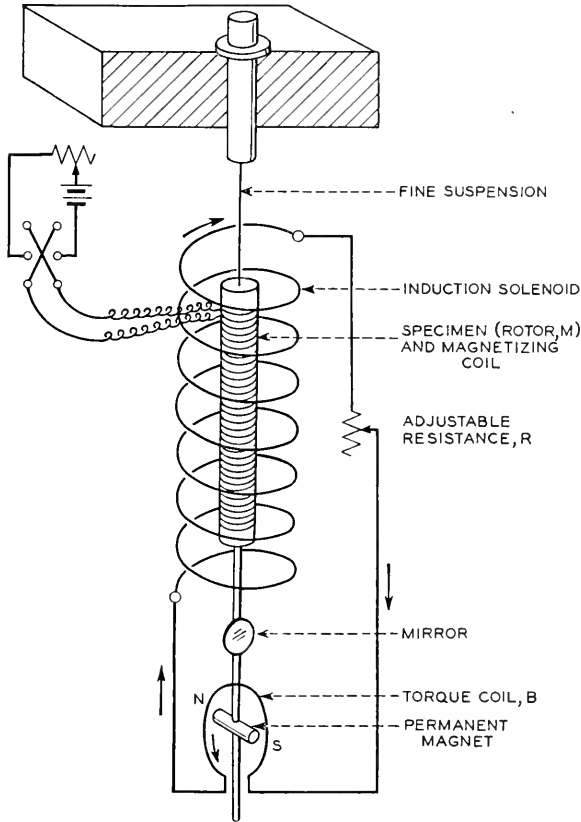 FINE SUSPENSION
INDUCTION SOLENOID
SPECIMEN (ROTOR,M)
AND MAGNETIZING
COIL
ADJUSTABLE
RESISTANCE,R
MIRROR
TORQUE COIL, B
N
PERMANENT
MAGNET
S